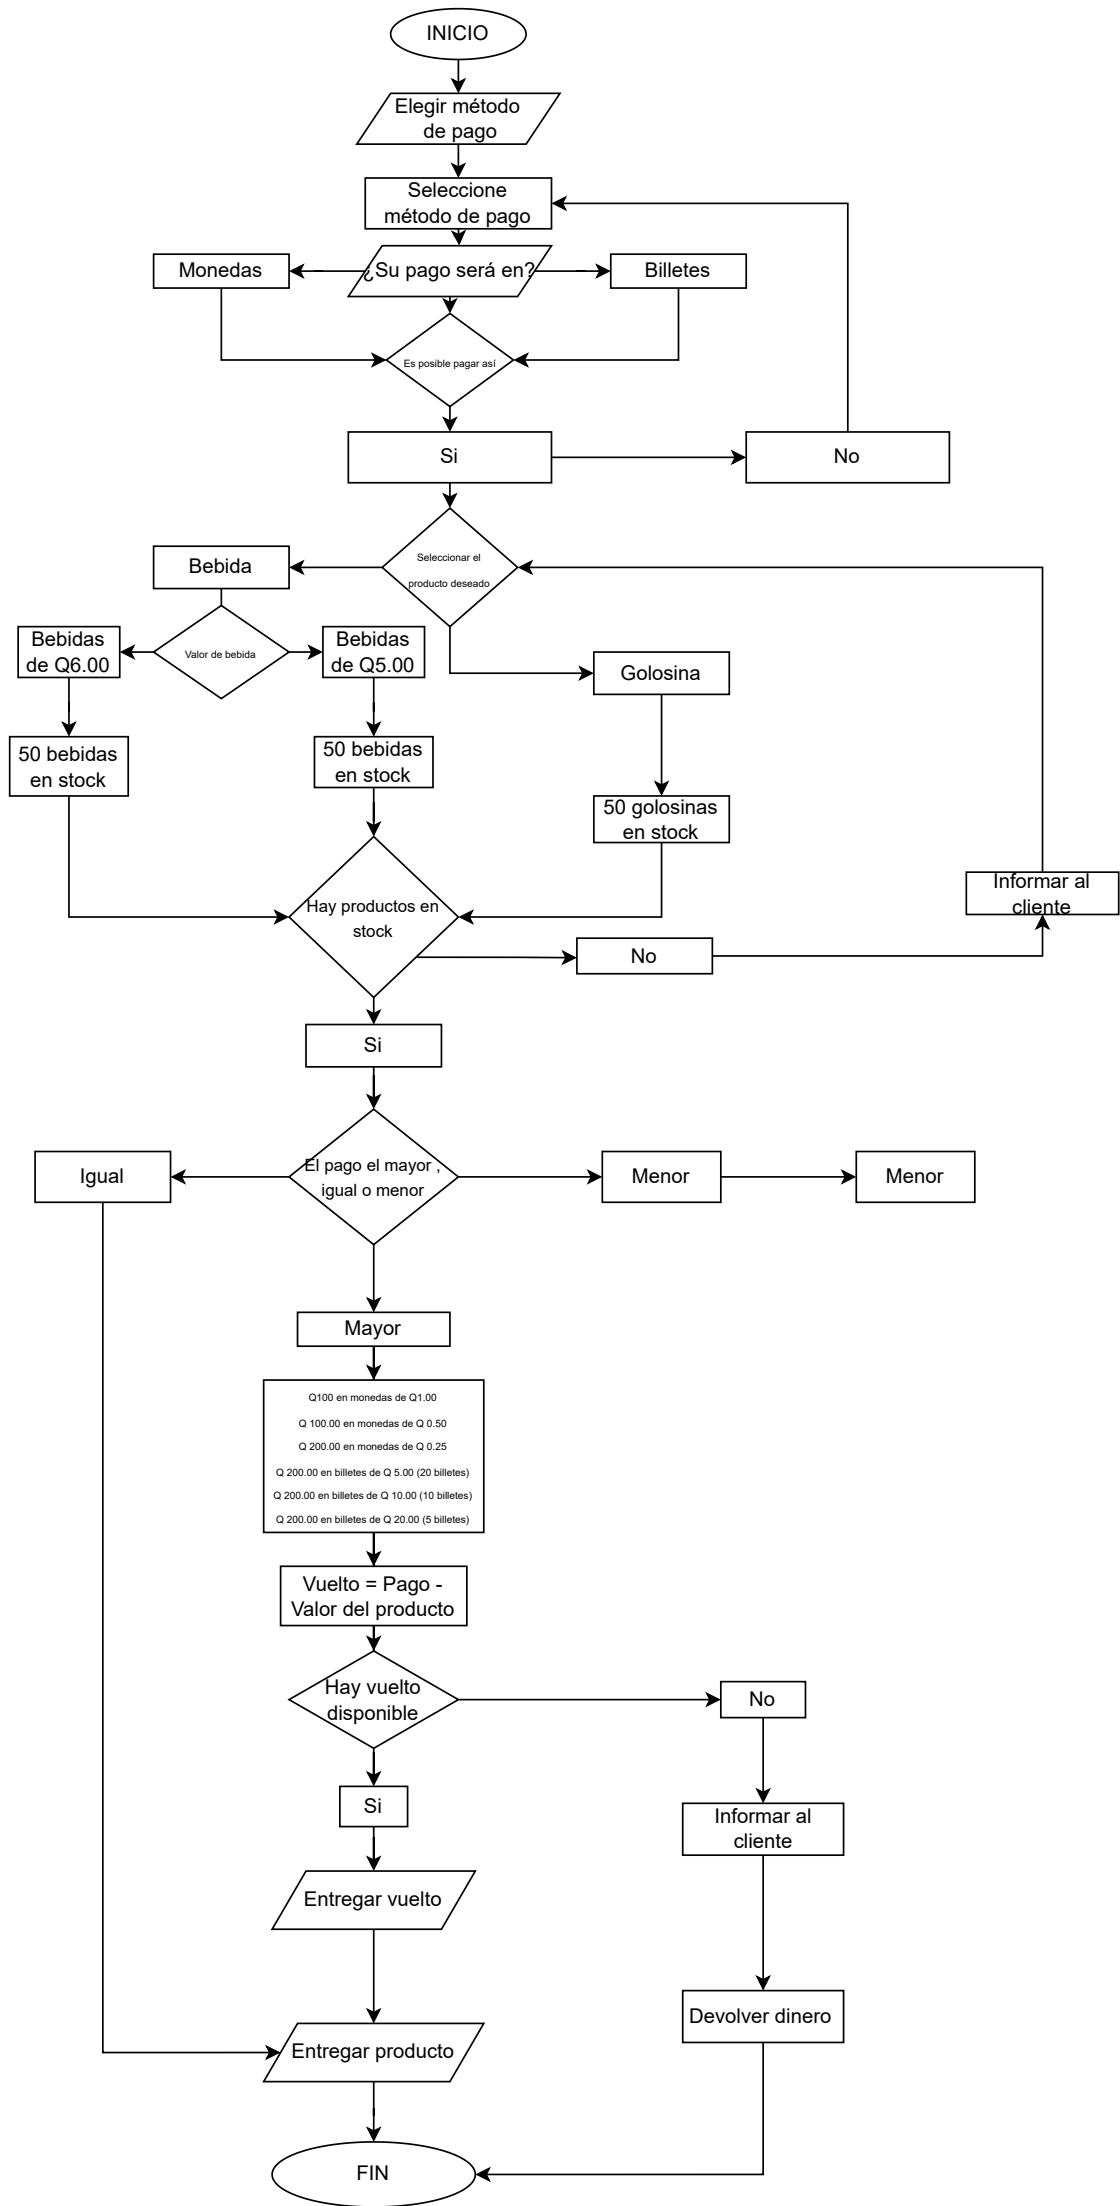 INICIO
Elegir método
de pago
Seleccione
método de pago
Monedas
¿Su pago será en?
Billetes
Es posible pagar así
Si
No
Seleccionar el
producto deseado
Bebida
Bebidas
de Q6.00
Valor de bebida
Bebidas
de Q5.00
Golosina
50 bebidas
en stock
50 bebidas
en stock
50 golosinas
en stock
Informar al
cliente
Hay productos en
stock
No
Si
Igual
El pago el mayor ,
igual o menor
Menor
Menor
Mayor
Q100 en monedas de Q1.00
Q 100.00 en monedas de Q 0.50
Q 200.00 en monedas de Q 0.25
Q 200.00 en billetes de Q 5.00 (20 billetes)
Q 200.00 en billetes de Q 10.00 (10 billetes)
Q 200.00 en billetes de Q 20.00 (5 billetes)
Vuelto = Pago -
Valor del producto
Hay vuelto
disponible
No
Si
Informar al
cliente
Entregar vuelto
Devolver dinero
Entregar producto
FIN